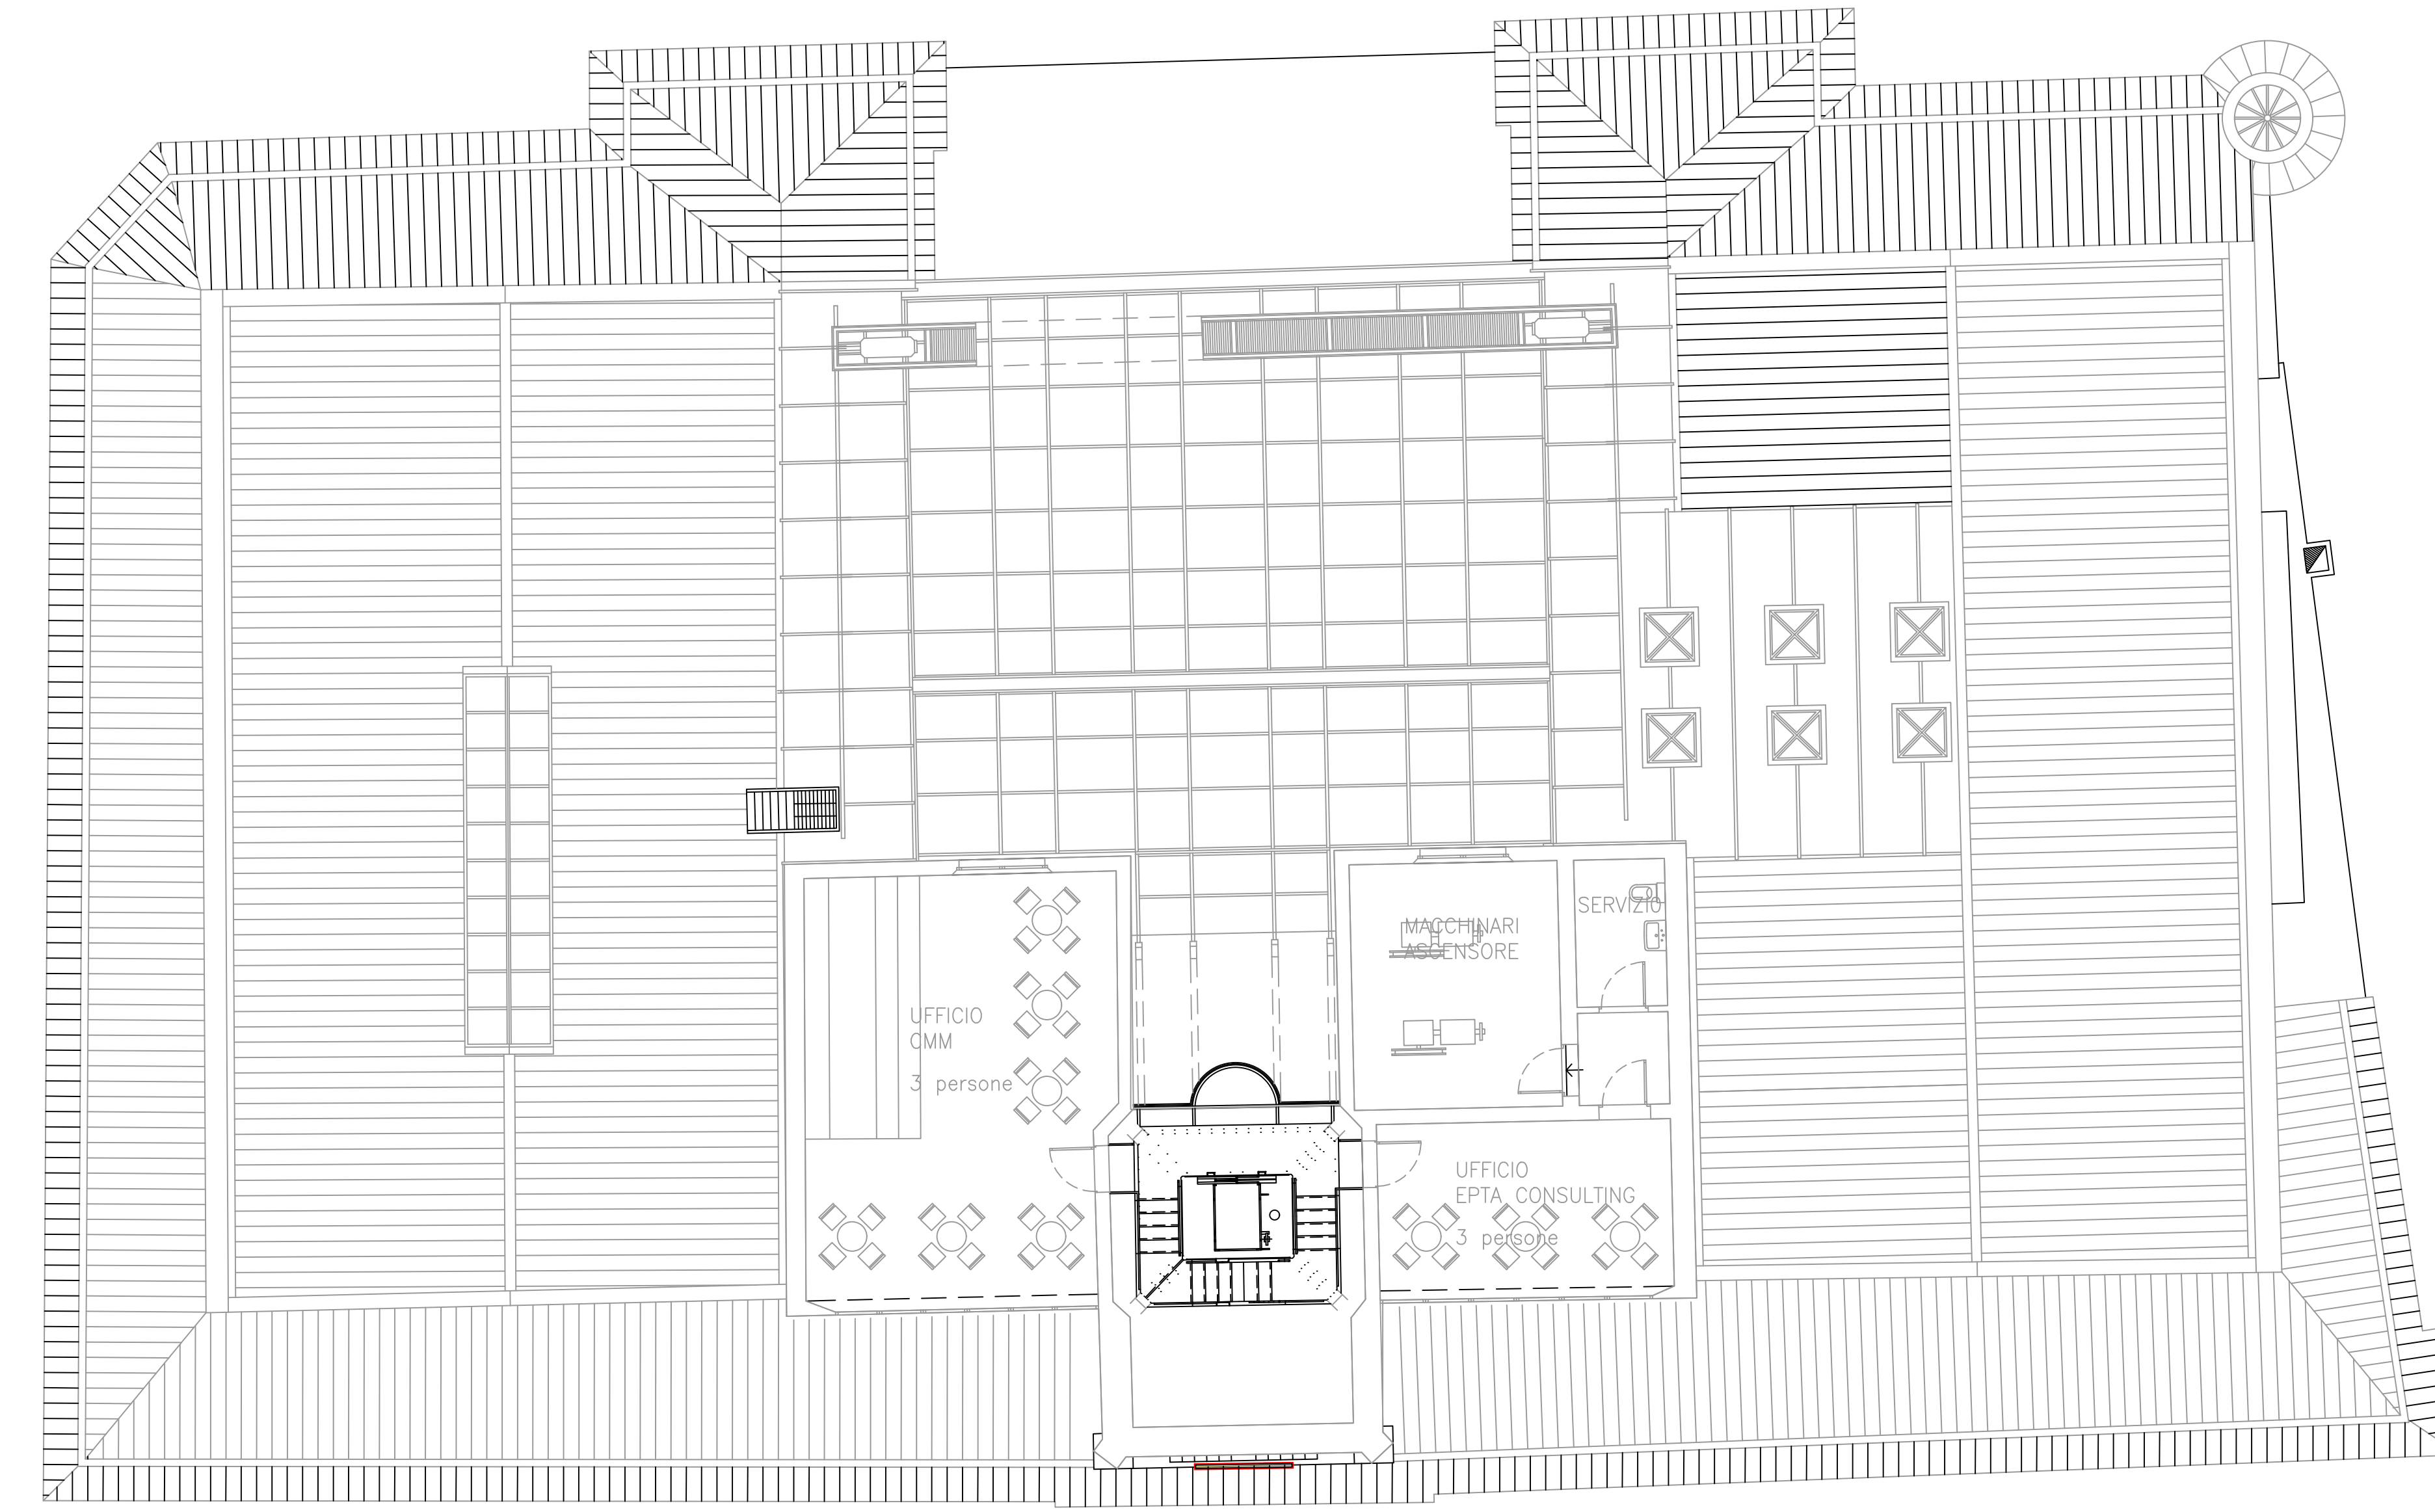 SERVIZIO
MACCHINARI
ASCENSORE
UFFICIO
CMM
3 persone
UFFICIO
EPTA CONSULTING
3 persone